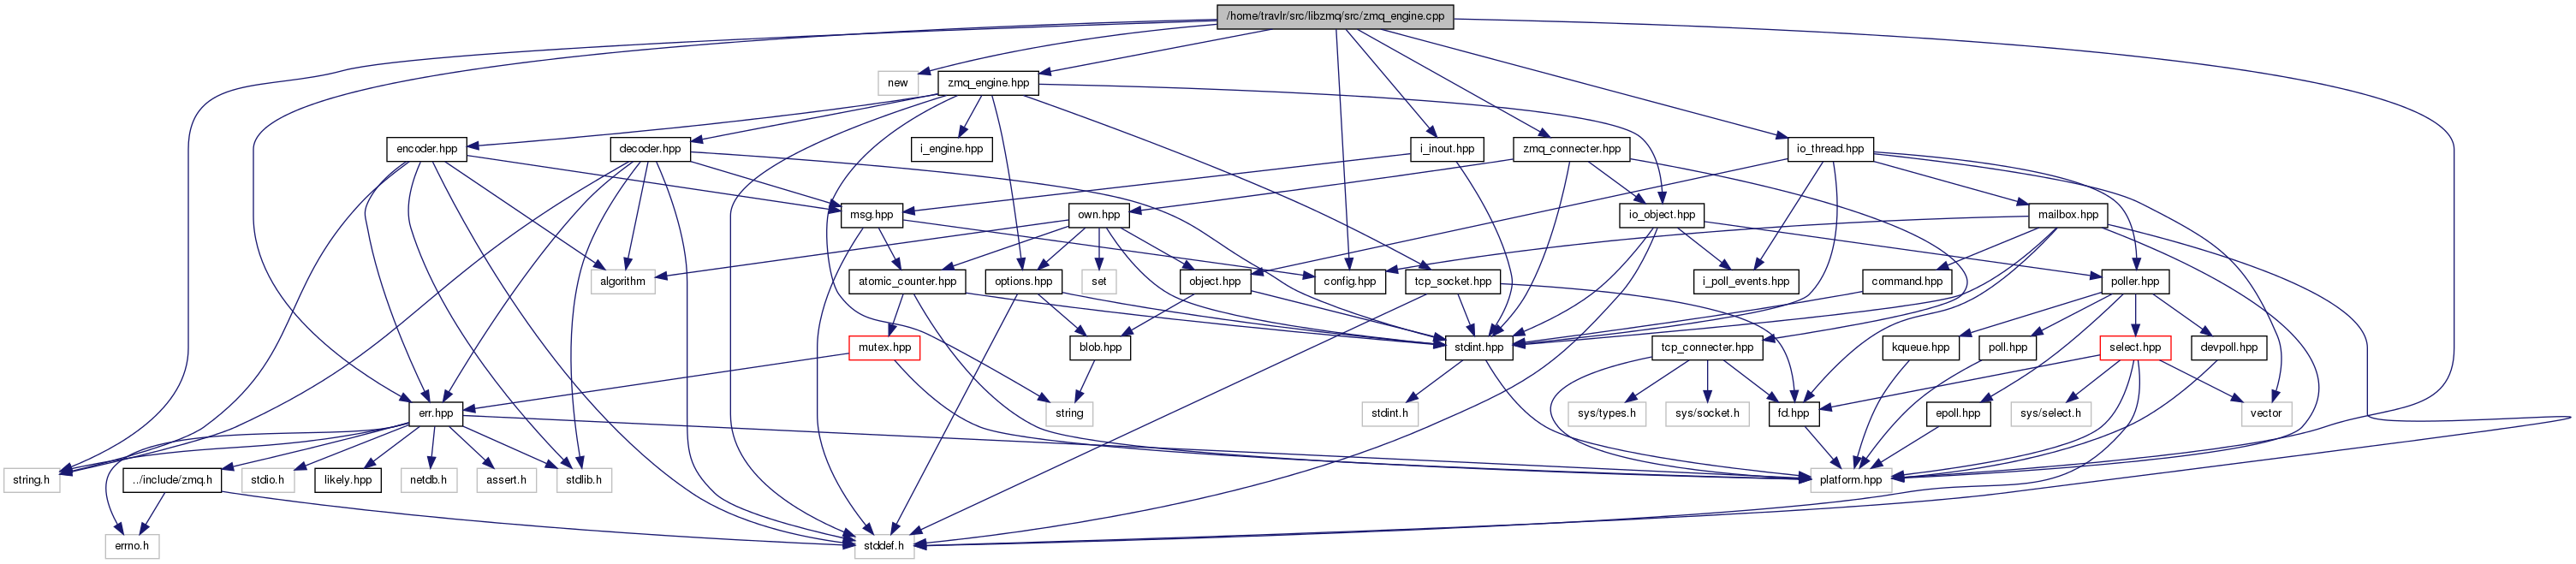 /home/travlr/src/libzmq/src/zmq_engine.cpp
new
zmq_engine.hpp
encoder.hpp
decoder.hpp
i_engine.hpp
i_inout.hpp
zmq_connecter.hpp
io_thread.hpp
msg.hpp
own.hpp
io_object.hpp
mailbox.hpp
algorithm
atomic_counter.hpp
options.hpp
set
object.hpp
config.hpp
tcp_socket.hpp
i_poll_events.hpp
command.hpp
poller.hpp
mutex.hpp
blob.hpp
stdint.hpp
tcp_connecter.hpp
kqueue.hpp
poll.hpp
select.hpp
devpoll.hpp
err.hpp
string
stdint.h
sys/types.h
sys/socket.h
fd.hpp
epoll.hpp
sys/select.h
vector
string.h
../include/zmq.h
stdio.h
likely.hpp
netdb.h
assert.h
stdlib.h
platform.hpp
errno.h
stddef.h